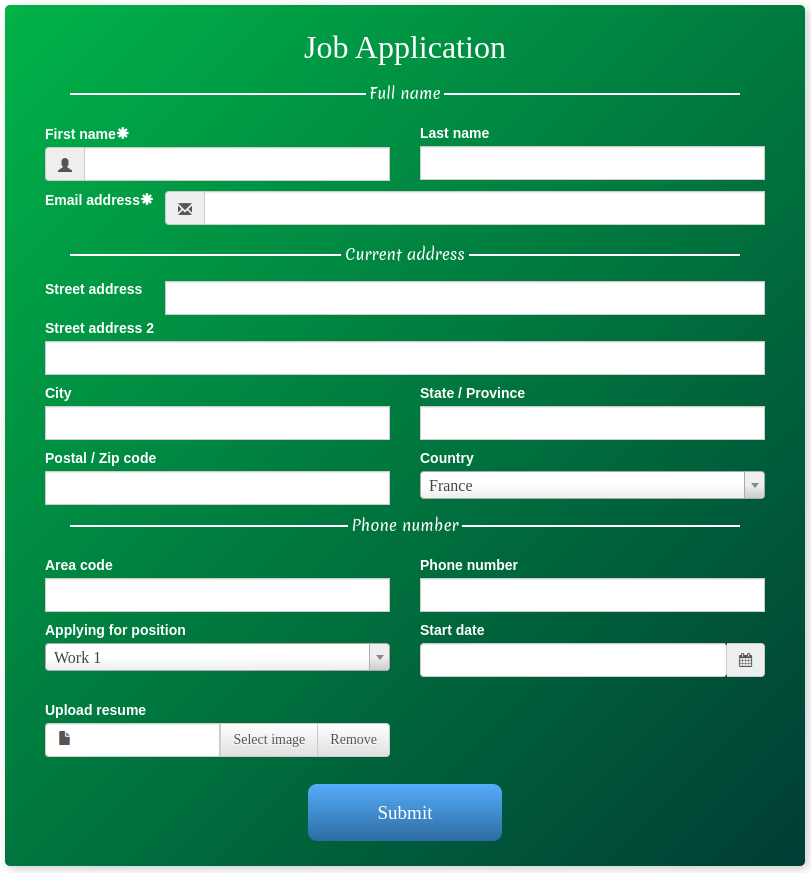 Job Application
Full name
First name✱ Last name
Email address✱
Current address
Street address
Street address 2
City State / Province
Postal / Zip code Country
France
Phone number
Area code Phone number
Applying for position Start date
Work 1
Upload resume
Select image Remove
Submit